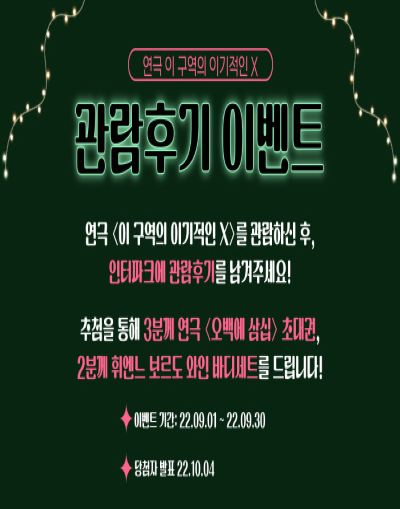 연극 이 구역의 이기적인 X
관람후기 이벤트
연극 <이 구역의 이기적인 X>를 관람하신 후,
인터파크에 관람후기를 남겨주세요!
추첨을 통해 3분께 연극 <오백에 삼십> 초대권,
2분께 휘엔느 보르도 와인 바디세트를 드립니다!
이벤트 기간: 22.09.01 ~ 22.09.30
당첨자 발표 22.10.04